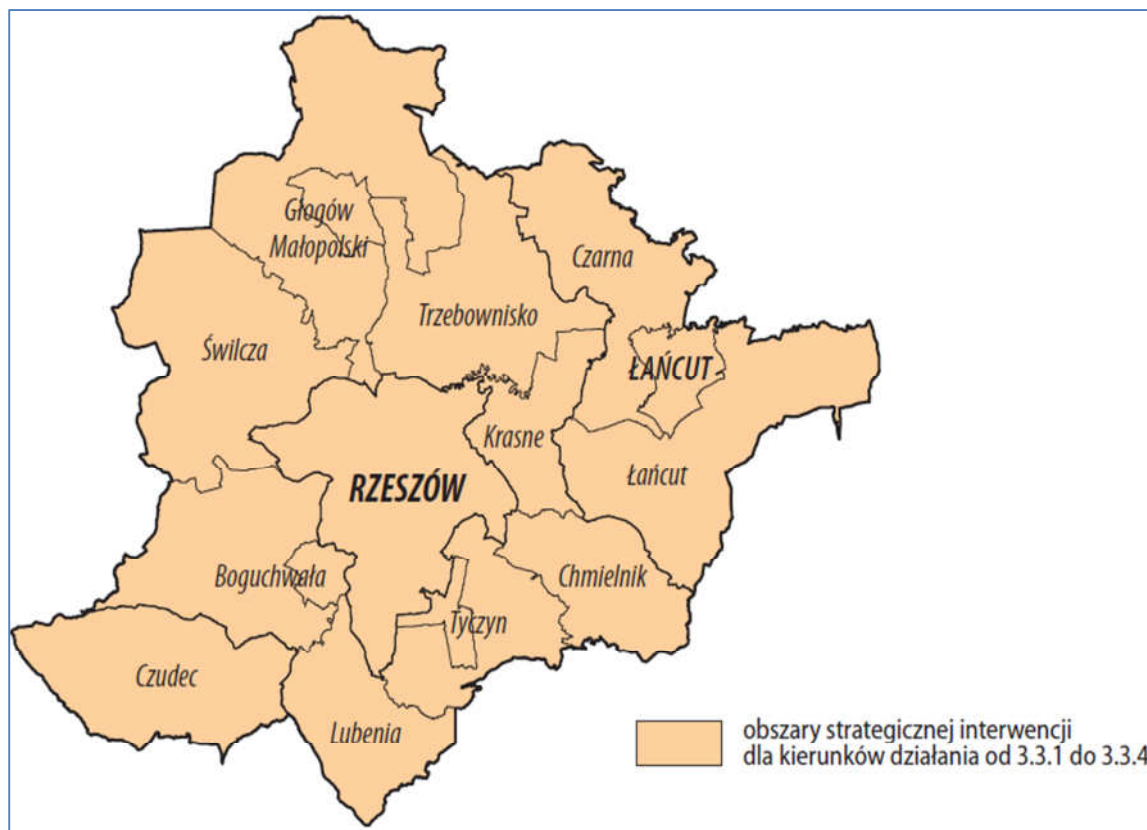 Głogów
Małopolski
Czarna
Trzebownisko
Świlcza
ŁAŃCUT
Krasne
Łańcut
RZESZÓW
Boguchwała
Chmielnik
Tyczyn
Czudec
Lubenia
obszary strategicznej interwencji
dla kierunków działania od 3.3.1 do 3.3.4